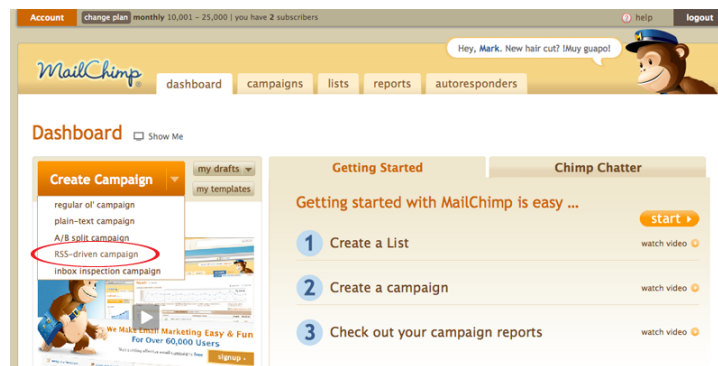 Account change plan monthly 10,001 - 25,000 | you have 2 subscribers help logout
Hey, Mark. New hair cut? !Muy guapo!
MailChimp
dashboard campaigns lists reports autoresponders
Dashboard Show Me
Create Campaign
my drafts
my templates
regular ol' campaign
plain-text campaign
A/B split campaign
RSS-driven campaign
inbox inspection campaign
We Make Email Marketing Easy & Fun
For Over 60,000 Users
signup
Getting Started Chimp Chatter
Getting started with MailChimp is easy ...
start
1 Create a List watch video
2 Create a campaign watch video
3 Check out your campaign reports watch video